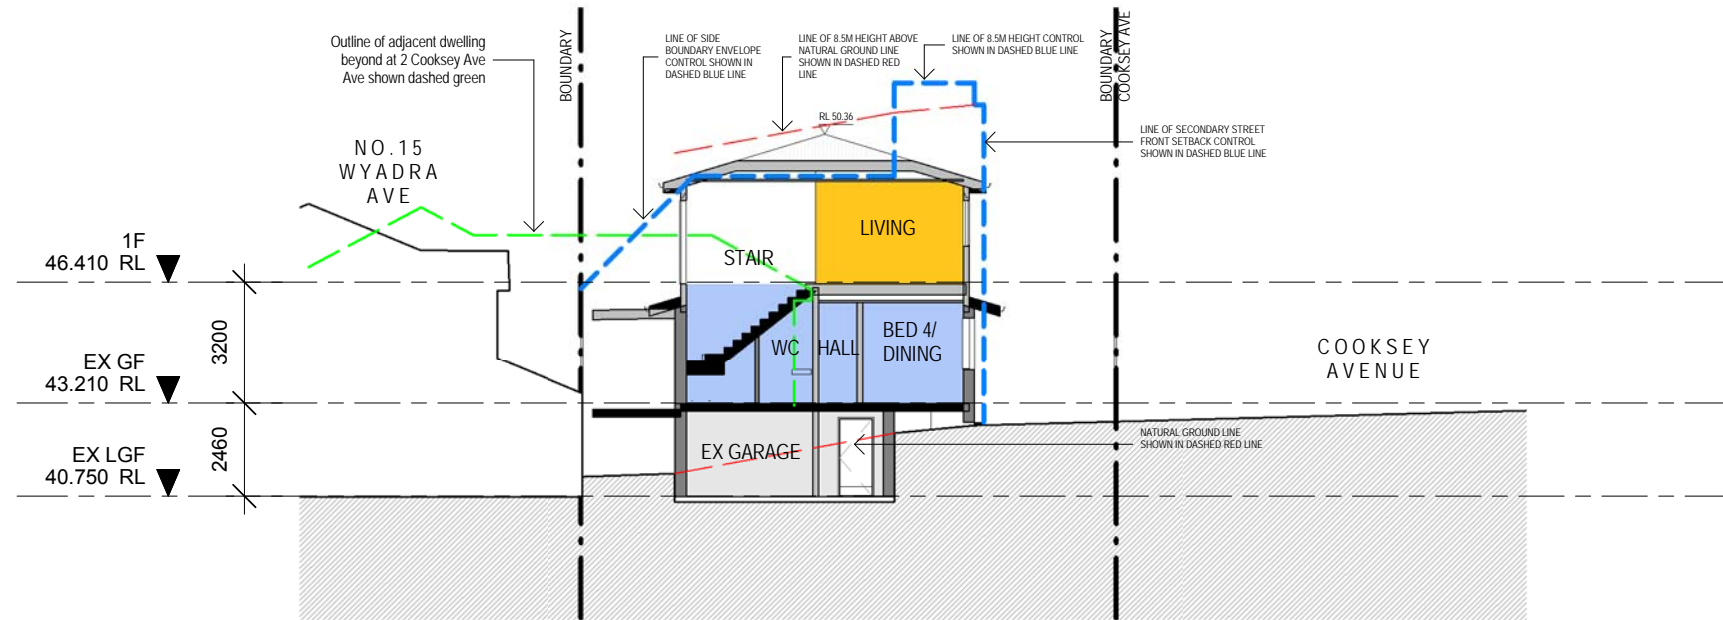 Outline of adjacent dwelling
beyond at 2 Cooksey Ave
Ave shown dashed green
BOUNDARY
LINE OF SIDE
BOUNDARY ENVELOPE
CONTROL SHOWN IN
DASHED BLUE LINE
LINE OF 8.5M HEIGHT ABOVE
NATURAL GROUND LINE
SHOWN IN DASHED RED
LINE
LINE OF 8.5M HEIGHT CONTROL
SHOWN IN DASHED BLUE LINE
BOUNDARY
COOKSEY AVE
RL 50.36
LINE OF SECONDARY STREET
FRONT SETBACK CONTROL
SHOWN IN DASHED BLUE LINE
NO.15
WYADRA
AVE
1F
46.410 RL
STAIR
LIVING
3200
WC
HALL
BED 4/
DINING
COOKSEY
AVENUE
EX GF
43.210 RL
2460
EX GARAGE
NATURAL GROUND LINE
SHOWN IN DASHED RED LINE
EX LGF
40.750 RL